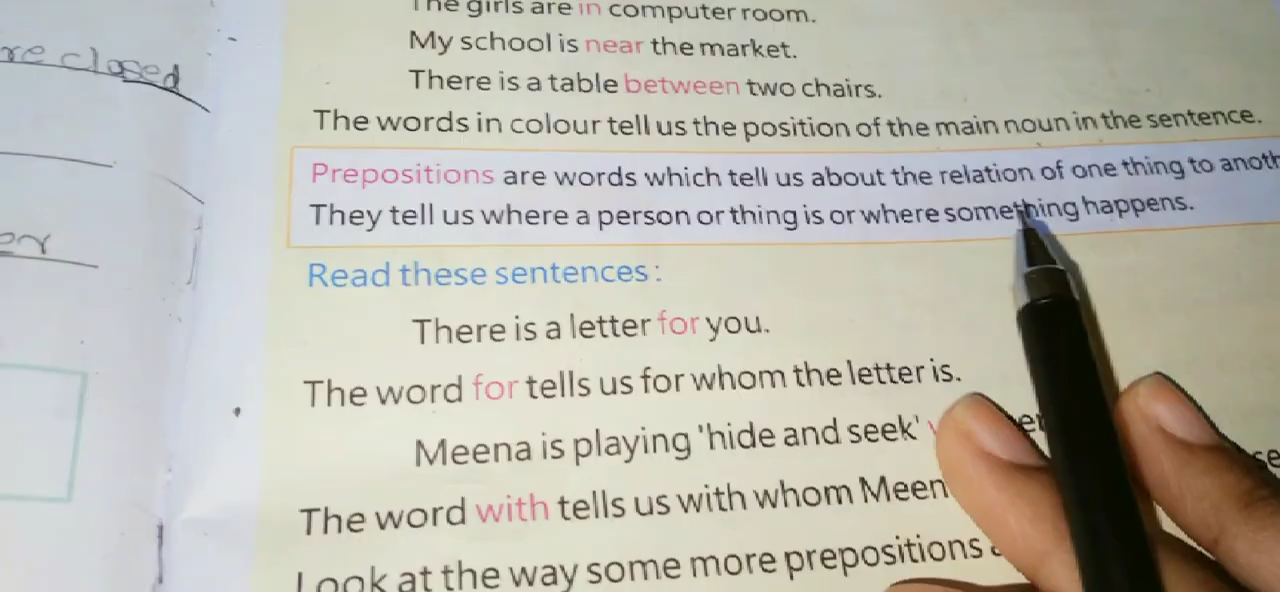 re closed
er
The girls are in computer room.
My school is near the market.
There is a table between two chairs.
The words in colour tell us the position of the main noun in the sentence.
Prepositions are words which tell us about the relation of one thing to
They tell us where a person or thing is or where something happens.
Read these sentences:
There is a letter for you.
The word for tells us for whom the letter is.
Meena is playing 'hide and seek'
The word with tells us with whom
Look at the way some more prepositions